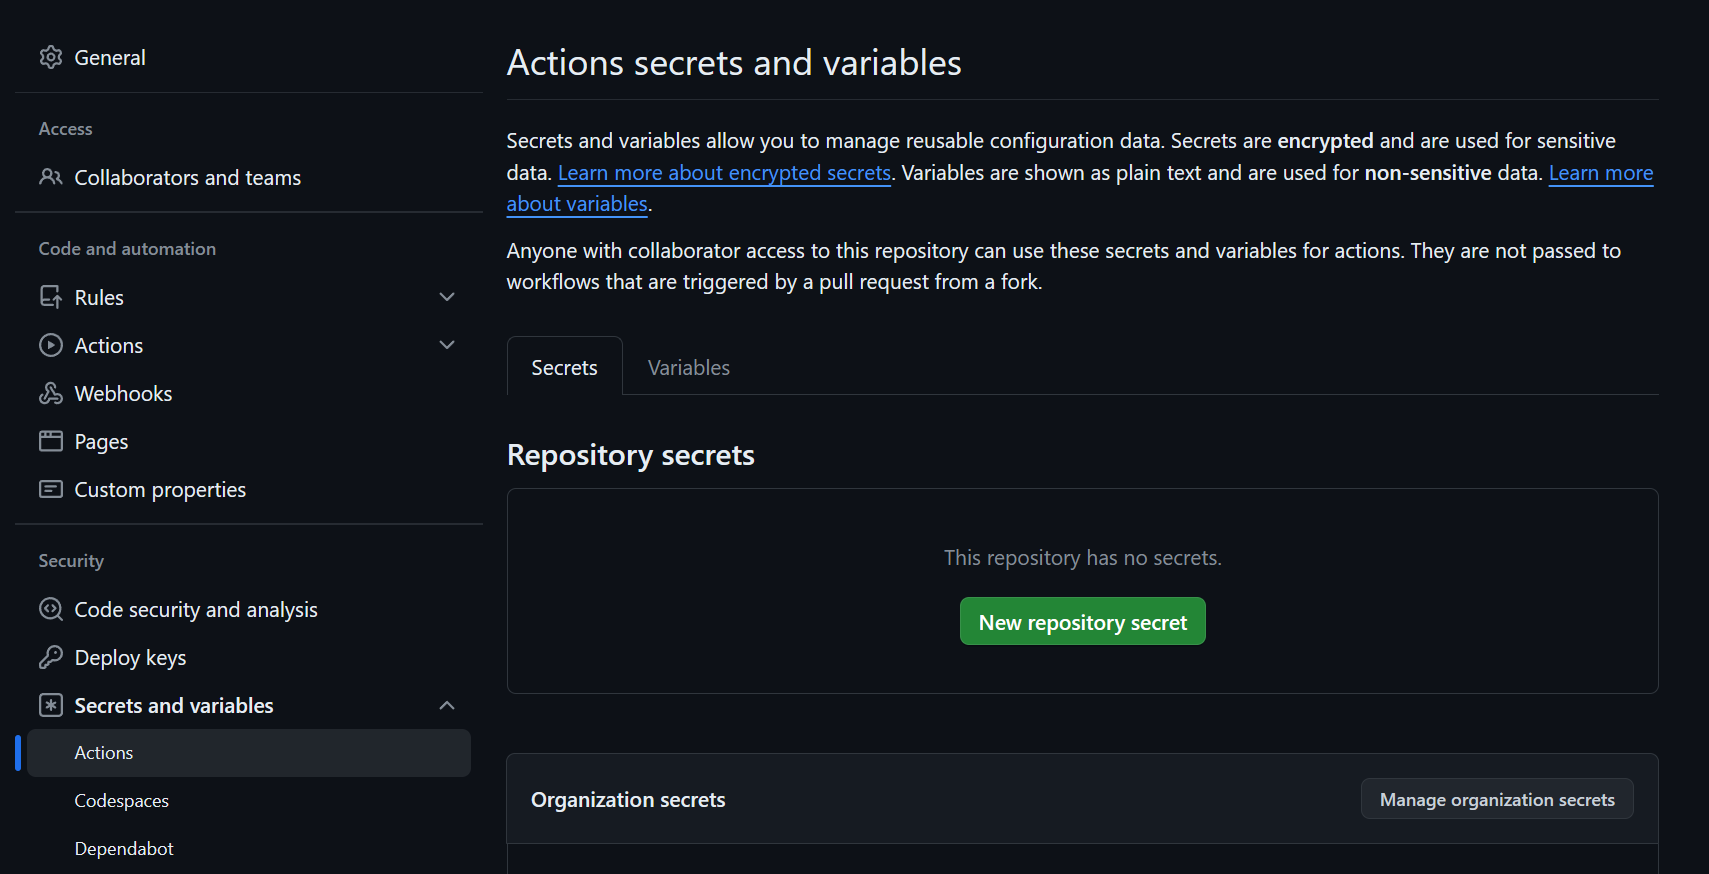 General
Access
Collaborators and teams
Code and automation
Rules
Actions
Webhooks
Pages
Custom properties
Security
Code security and analysis
Deploy keys
Secrets and variables
Actions
Codespaces
Dependabot
Actions secrets and variables
Secrets and variables allow you to manage reusable configuration data. Secrets are encrypted and are used for sensitive
data. Learn more about encrypted secrets. Variables are shown as plain text and are used for non-sensitive data. Learn more
about variables.
Anyone with collaborator access to this repository can use these secrets and variables for actions. They are not passed to
workflows that are triggered by a pull request from a fork.
Secrets Variables
Repository secrets
This repository has no secrets.
New repository secret
Organization secrets Manage organization secrets